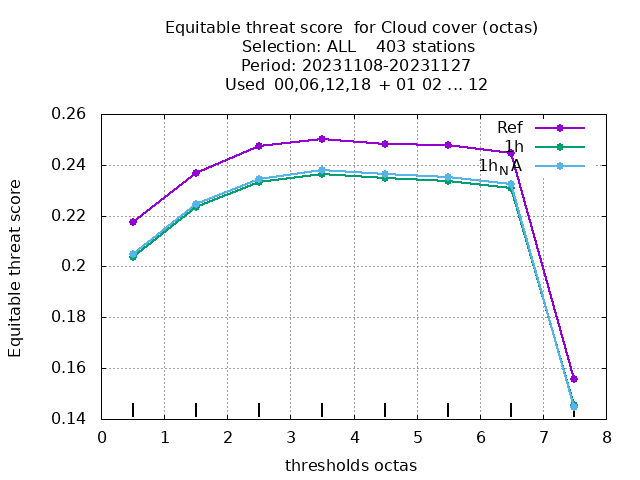 Equitable threat score  for Cloud cover (octas)
Selection: ALL    403 stations
Period: 20231108-20231127
Used  00,06,12,18  + 01 02 ... 12
Ref
1h
1h_NA
0.26
0.24
0.22
0.2
0.18
0.16
0.14
Equitable threat score
0 1 2 3 4 5 6 7 8
thresholds octas